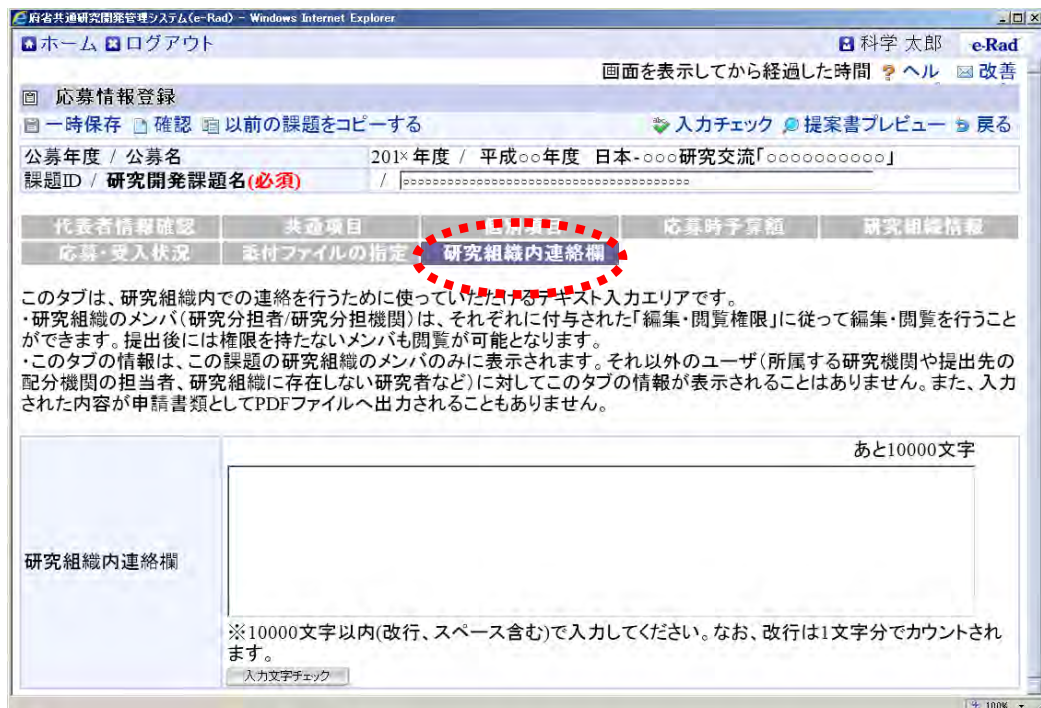 府省共通研究開発管理システム(e-Rad) - Windows Internet Explorer
ホーム ログアウト 科学 太郎 e-Rad
画面を表示してから経過した時間 ヘル 改善
応募情報登録
一時保存 確認 以前の課題をコピーする 入力チェック 提案書プレビュー 戻る
公募年度 / 公募名 201×年度 / 平成○○年度 日本-○○○研究交流「○○○○○○○○○○」
課題ID / 研究開発課題名(必須) / ○○○○○○○○○○○○○○○○○○○○○○○○○○○○○○○○○○○○○○○
代表者情報確認 共通項目 個別項目 応募時予算額 研究組織情報
応募・受入状況 添付ファイルの指定 研究組織内連絡欄
このタブは、研究組織内での連絡を行うために使っていただけるテキスト入力エリアです。
・研究組織のメンバ(研究分担者/研究分担機関)は、それぞれに付与された「編集・閲覧権限」に従って編集・閲覧を行うこと
ができます。提出後には権限を持たないメンバも閲覧が可能となります。
・このタブの情報は、この課題の研究組織のメンバのみに表示されます。それ以外のユーザ(所属する研究機関や提出先の
配分機関の担当者、研究組織に存在しない研究者など)に対してこのタブの情報が表示されることはありません。また、入力
された内容が申請書類としてPDFファイルへ出力されることもありません。
あと10000文字
研究組織内連絡欄
※10000文字以内(改行、スペース含む)で入力してください。なお、改行は1文字分でカウントされ
ます。
入力文字チェック
100%